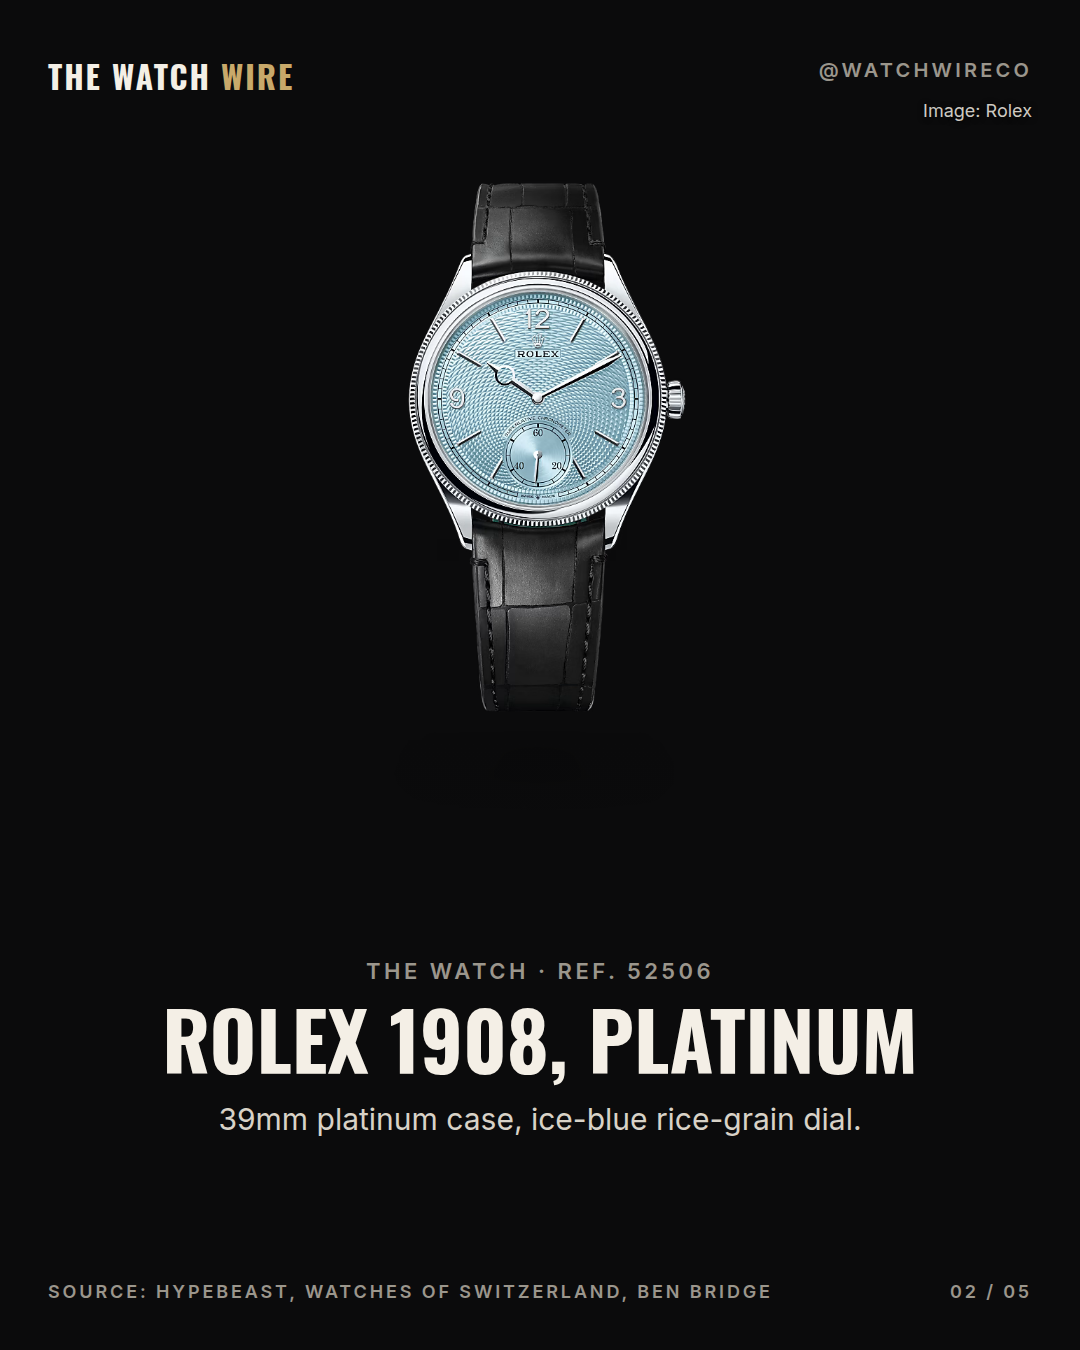 THE WATCH WIRE
@WATCHWIRECO
Image: Rolex
12
ROLEX
9
3
60
40
20
THE WATCH · REF. 52506
ROLEX 1908, PLATINUM
39mm platinum case, ice-blue rice-grain dial.
SOURCE: HYPEBEAST, WATCHES OF SWITZERLAND, BEN BRIDGE
02 / 05